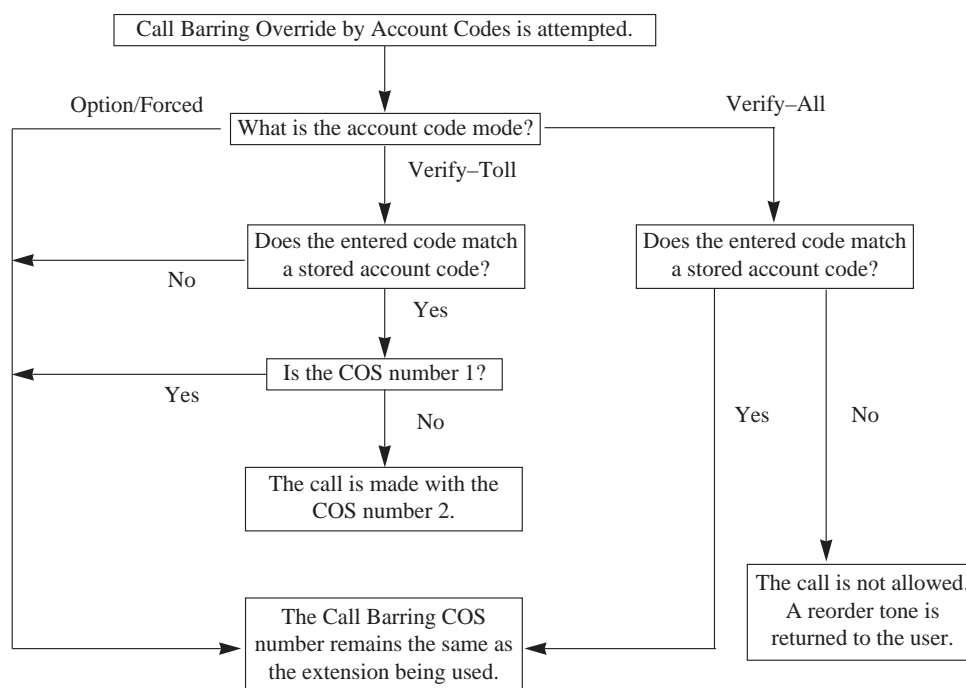 Call Barring Override by Account Codes is attempted.
Option/Forced
Verify–All
What is the account code mode?
Verify–Toll
Does the entered code match
a stored account code?
Does the entered code match
a stored account code?
No
Yes
Is the COS number 1?
Yes
No
Yes
No
The call is made with the
COS number 2.
The call is not allowed.
A reorder tone is
returned to the user.
The Call Barring COS
number remains the same as
the extension being used.